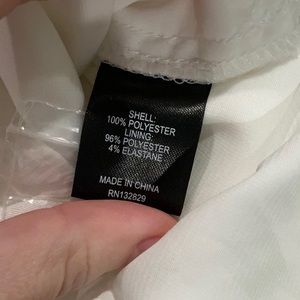 SHELL:
100% POLYESTER
LINING:
96% POLYESTER
4% ELASTANE
MADE IN CHINA
RN132829